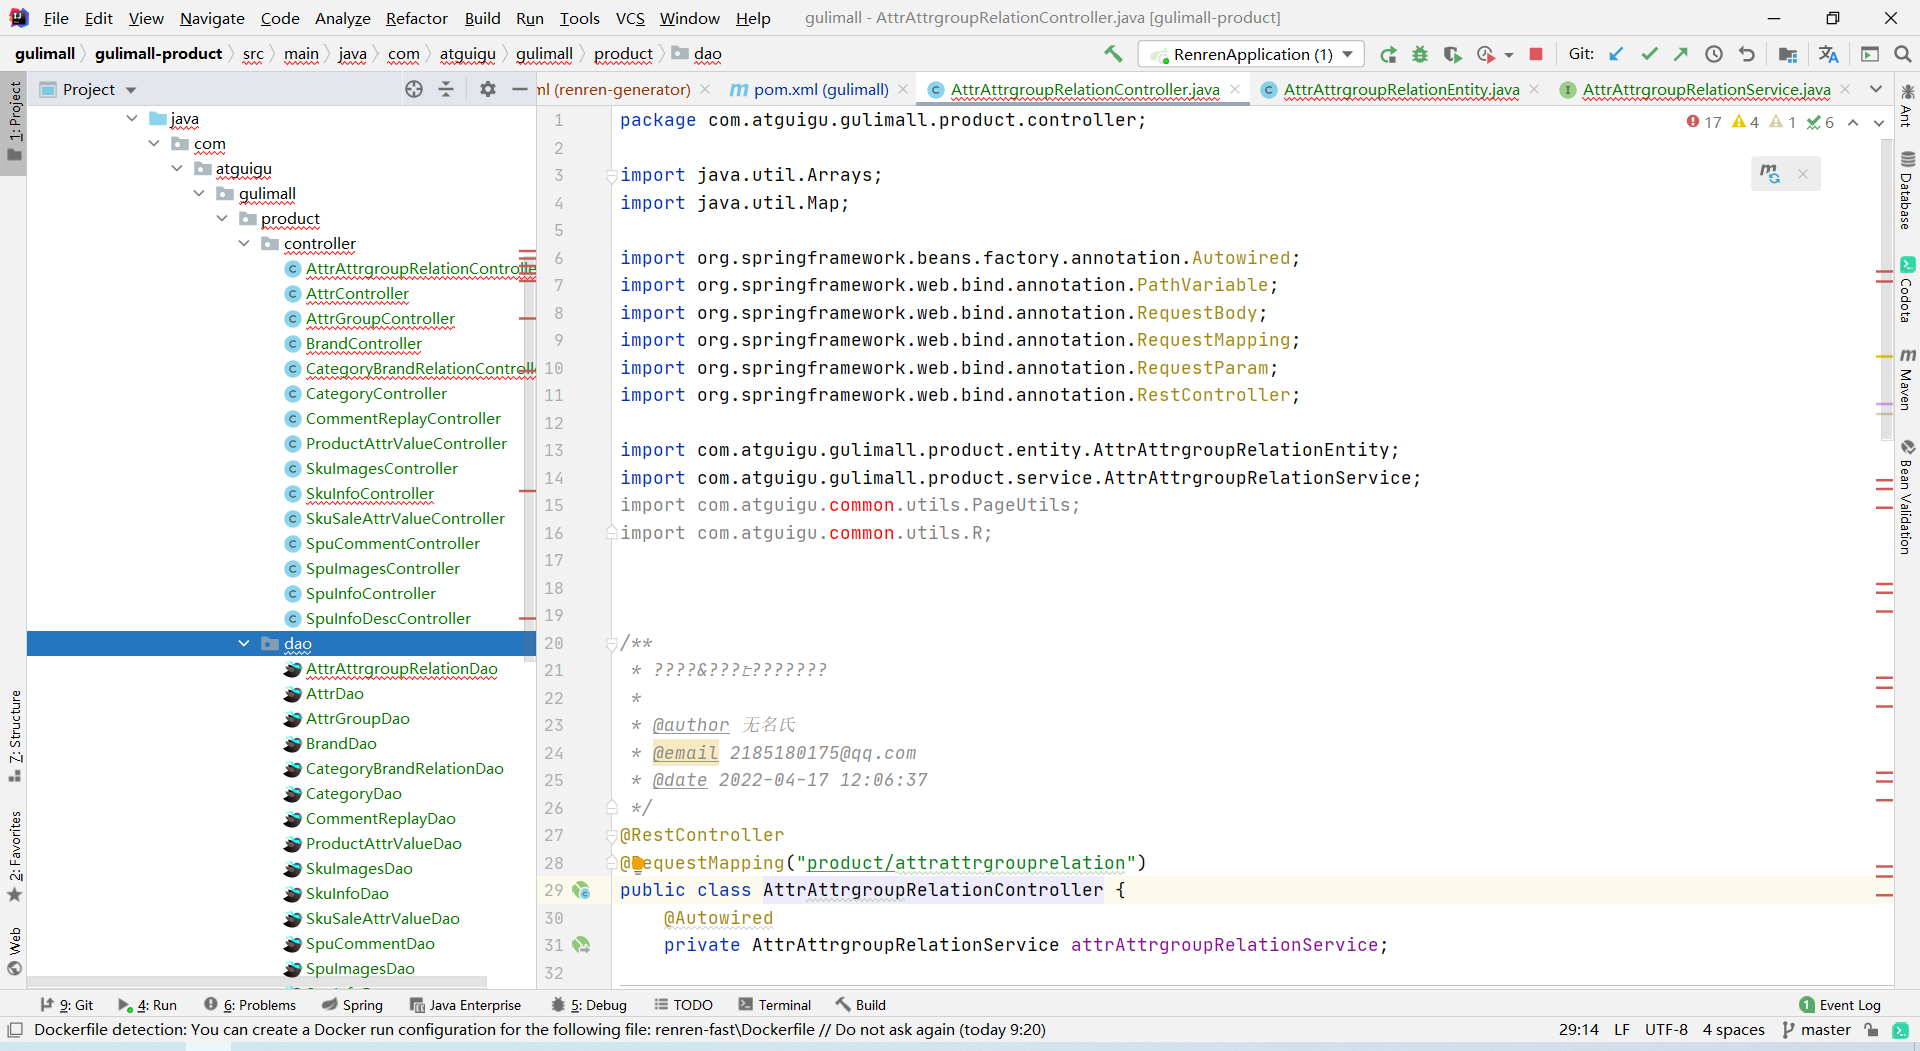 File Edit View Navigate Code Analyze Refactor Build Run Tools VCS Window Help gulimall - AttrAttrgroupRelationController.java [gulimall-product]
gulimall gulimall-product src main java com atguigu gulimall product dao RenrenApplication (1) Git:
Project ml (renren-generator) pom.xml (gulimall) AttrAttrgroupRelationController.java AttrAttrgroupRelationEntity.java AttrAttrgroupRelationService.java
1: Project
7: Structure
2: Favorites
Web
java
com
atguigu
gulimall
product
controller
AttrAttrgroupRelationControlle
AttrController
AttrGroupController
BrandController
CategoryBrandRelationControll
CategoryController
CommentReplayController
ProductAttrValueController
SkuImagesController
SkuInfoController
SkuSaleAttrValueController
SpuCommentController
SpuImagesController
SpuInfoController
SpuInfoDescController
dao
AttrAttrgroupRelationDao
AttrDao
AttrGroupDao
BrandDao
CategoryBrandRelationDao
CategoryDao
CommentReplayDao
ProductAttrValueDao
SkuImagesDao
SkuInfoDao
SkuSaleAttrValueDao
SpuCommentDao
SpuImagesDao
17 4 1 6
1 package com.atguigu.gulimall.product.controller;
2
3 import java.util.Arrays;
4 import java.util.Map;
5
6 import org.springframework.beans.factory.annotation.Autowired;
7 import org.springframework.web.bind.annotation.PathVariable;
8 import org.springframework.web.bind.annotation.RequestBody;
9 import org.springframework.web.bind.annotation.RequestMapping;
10 import org.springframework.web.bind.annotation.RequestParam;
11 import org.springframework.web.bind.annotation.RestController;
12
13 import com.atguigu.gulimall.product.entity.AttrAttrgroupRelationEntity;
14 import com.atguigu.gulimall.product.service.AttrAttrgroupRelationService;
15 import com.atguigu.common.utils.PageUtils;
16 import com.atguigu.common.utils.R;
17
18
19
20 /**
21 *
22 *
23 * @author 无名氏
24 * @email 2185180175@qq.com
25 * @date 2022-04-17 12:06:37
26 */
27 @RestController
28 @RequestMapping("product/attrattrgrouprelation")
29 public class AttrAttrgroupRelationController {
30 @Autowired
31 private AttrAttrgroupRelationService attrAttrgroupRelationService;
32
Ant
Database
Codota
Maven
Bean Validation
9: Git 4: Run 6: Problems Spring Java Enterprise 5: Debug TODO Terminal Build 1 Event Log
Dockerfile detection: You can create a Docker run configuration for the following file: renren-fast\Dockerfile // Do not ask again (today 9:20) 29:14 LF UTF-8 4 spaces master